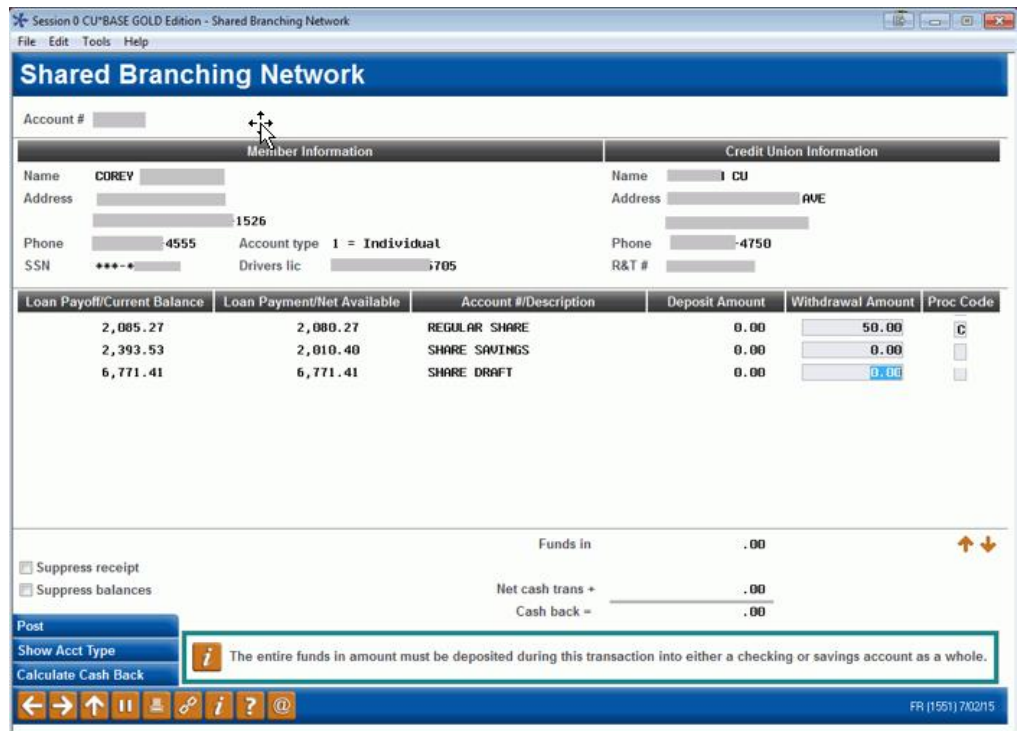 Session 0 CU*BASE GOLD Edition - Shared Branching Network
File Edit Tools Help
Shared Branching Network
Account #
Member Information Credit Union Information
Name COREY Name CU
Address Address AVE
-1526
Phone -4555 Account type 1 = Individual Phone -4750
SSN ***-* Drivers lic 5705 R&T #
Loan Payoff/Current Balance Loan Payment/Net Available Account #/Description Deposit Amount Withdrawal Amount Proc Code
2,085.27 2,080.27 REGULAR SHARE 0.00 50.00 C
2,393.53 2,010.40 SHARE SAVINGS 0.00 0.00
6,771.41 6,771.41 SHARE DRAFT 0.00 0.00
Funds in .00
Suppress receipt
Suppress balances Net cash trans + .00
Cash back = .00
Post
Show Acct Type
Calculate Cash Back
The entire funds in amount must be deposited during this transaction into either a checking or savings account as a whole.
FR (1551) 7/02/15